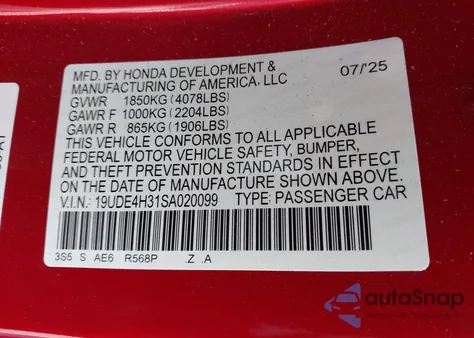 MFD. BY HONDA DEVELOPMENT & 07/25
MANUFACTURING OF AMERICA, LLC
GVWR 1850KG(4078LBS)
GAWR F 1000KG(2204LBS)
GAWR R 865KG(1906LBS)
THIS VEHICLE CONFORMS TO ALL APPLICABLE
FEDERAL MOTOR VEHICLE SAFETY, BUMPER,
AND THEFT PREVENTION STANDARDS IN EFFECT
ON THE DATE OF MANUFACTURE SHOWN ABOVE.
V.I.N. 19UDE4H31SA020099 TYPE: PASSENGER CAR
3S5 S AE6 R568P .Z .A
autoSnap